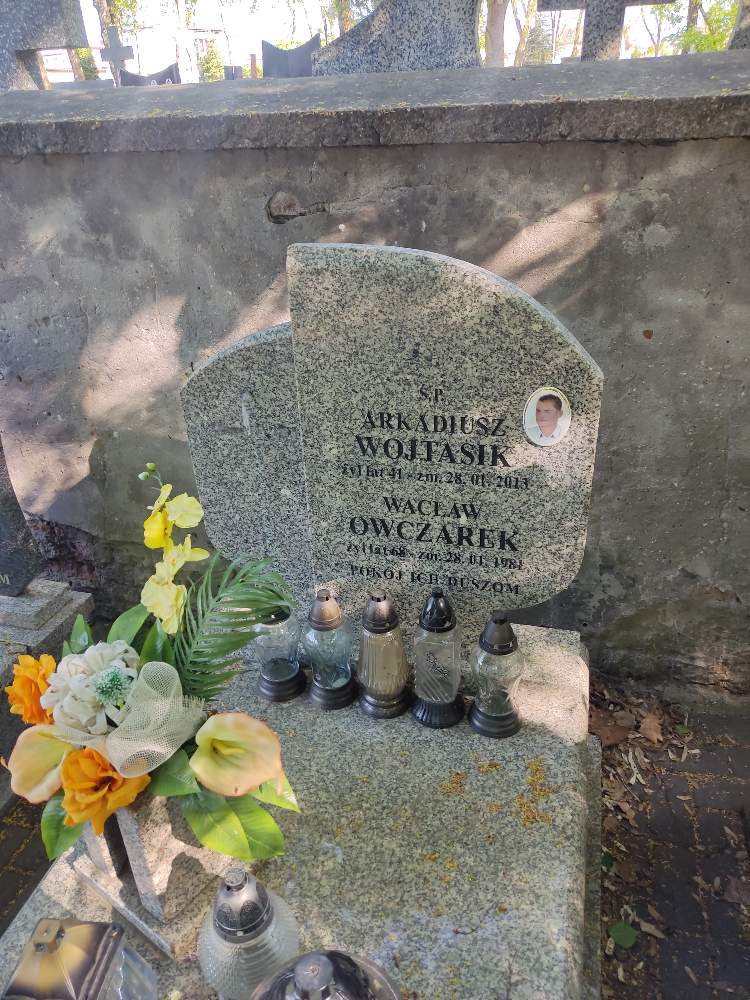 Ś.P.
ARKADIUSZ
WOJTASIK
żył lat 41 - zm. 28. 01. 2013
WACŁAW
OWCZAREK
żył lat 68 - zm. 28. 01. 1981
POKÓJ ICH DUSZOM